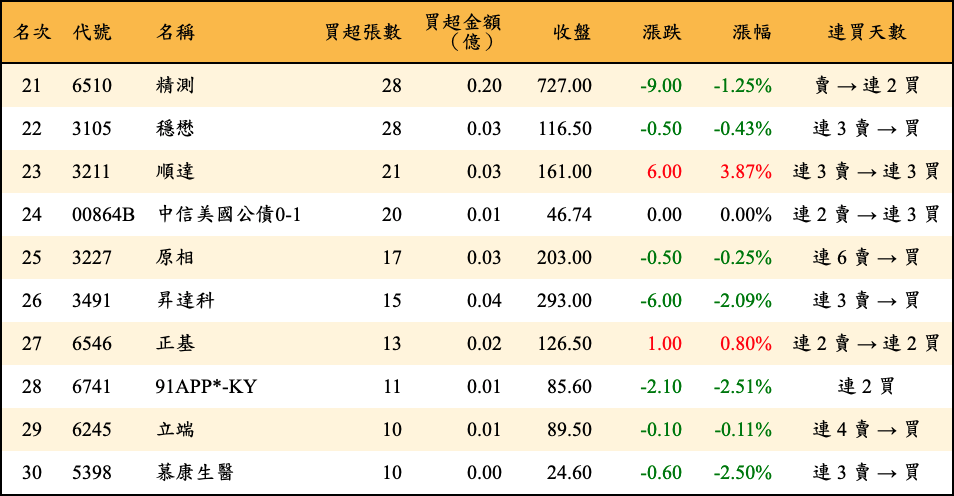 名次 代號 名稱 買超張數 買超金額（億） 收盤 漲跌 漲幅 連買天數
21 6510 精測 28 0.20 727.00 -9.00 -1.25% 賣 → 連 2 買
22 3105 穩懋 28 0.03 116.50 -0.50 -0.43% 連 3 賣 → 買
23 3211 順達 21 0.03 161.00 6.00 3.87% 連 3 賣 → 連 3 買
24 00864B 中信美國公債0-1 20 0.01 46.74 0.00 0.00% 連 2 賣 → 連 3 買
25 3227 原相 17 0.03 203.00 -0.50 -0.25% 連 6 賣 → 買
26 3491 昇達科 15 0.04 293.00 -6.00 -2.09% 連 3 賣 → 買
27 6546 正基 13 0.02 126.50 1.00 0.80% 連 2 賣 → 連 2 買
28 6741 91APP*-KY 11 0.01 85.60 -2.10 -2.51% 連 2 買
29 6245 立端 10 0.01 89.50 -0.10 -0.11% 連 4 賣 → 買
30 5398 慕康生醫 10 0.00 24.60 -0.60 -2.50% 連 3 賣 → 買